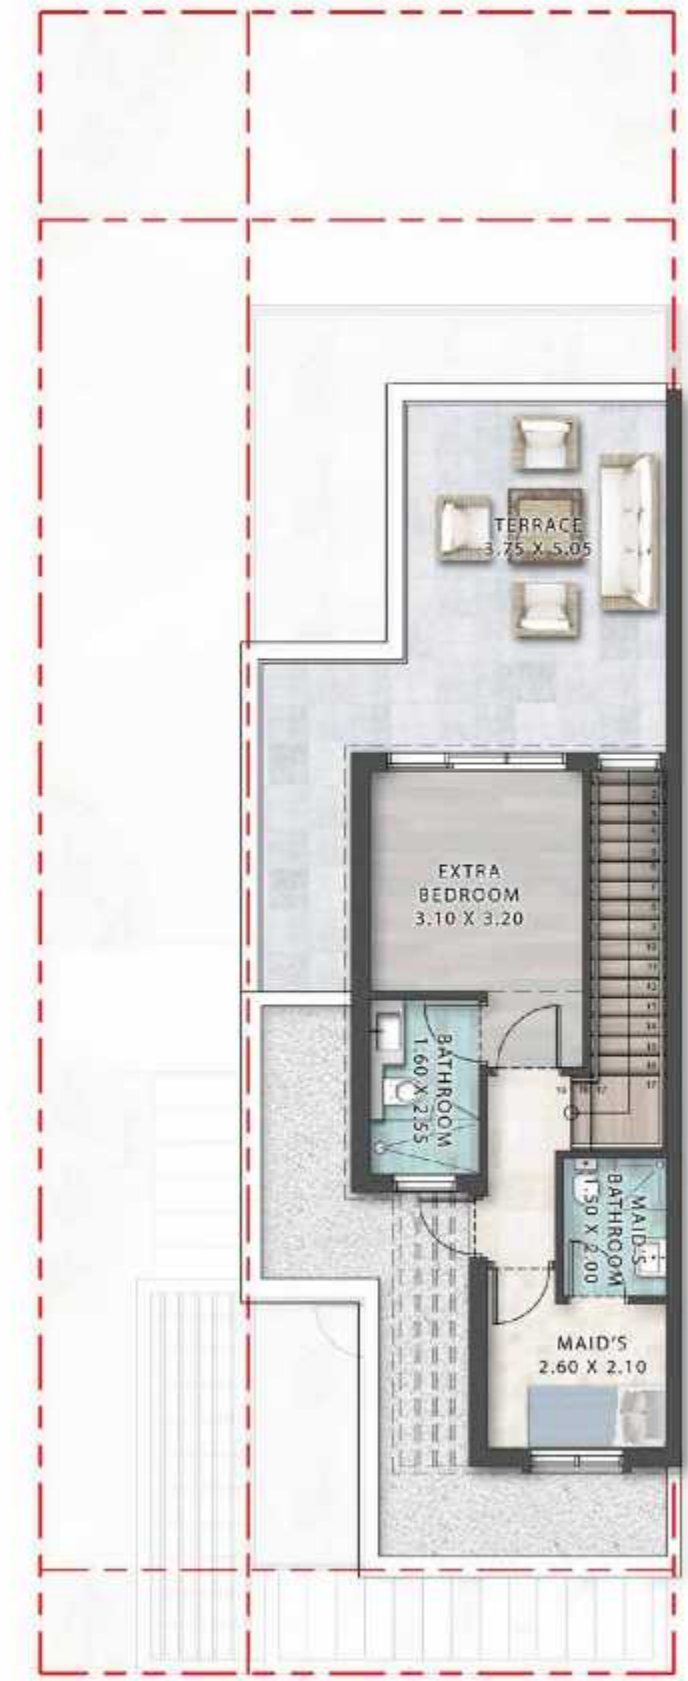 TERRACE
3.75 X 5.05
EXTRA
BEDROOM
3.10 X 3.20
BATHROOM
1.60 X 2.55
MAID'S
BATHROOM
1.50 X 2.00
MAID'S
2.60 X 2.10